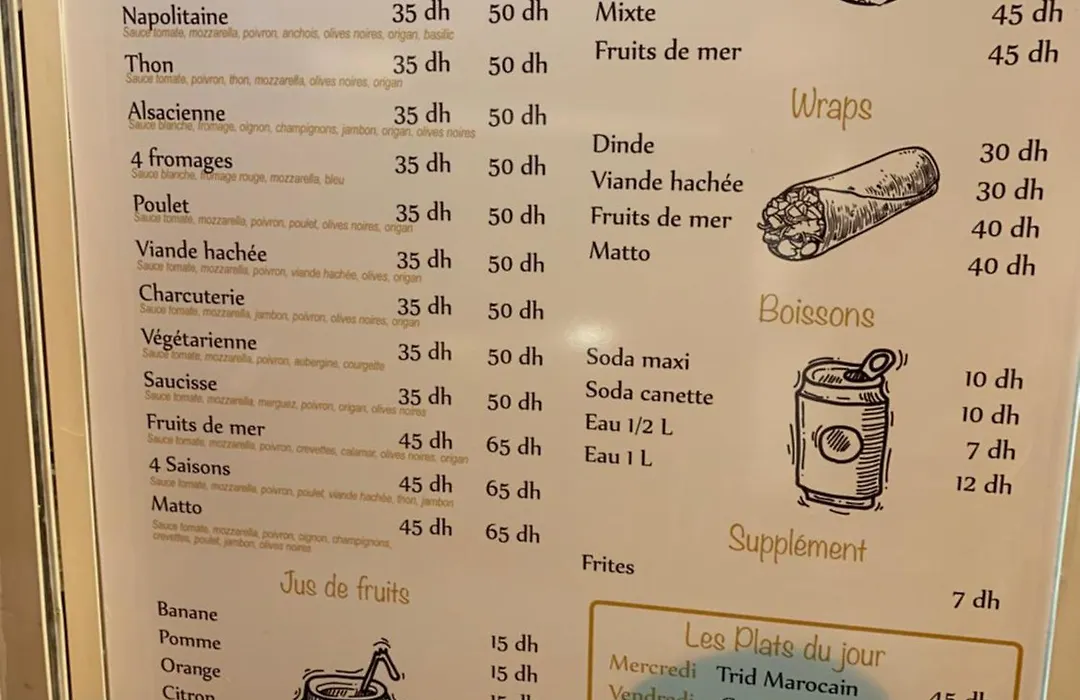 Napolitaine 35 dh 50 dh
Sauce tomate, mozzarella, poivron, anchois, olives noires, origan, basilic
Thon 35 dh 50 dh
Sauce tomate, poivron, thon, mozzarella, olives noires, origan
Alsacienne 35 dh 50 dh
Sauce blanche, fromage, oignon, champignons, jambon, origan, olives noires
4 fromages 35 dh 50 dh
Sauce blanche, fromage rouge, mozzarella, bleu
Poulet 35 dh 50 dh
Sauce tomate, mozzarella, poivron, poulet, olives noires, origan
Viande hachée 35 dh 50 dh
Sauce tomate, mozzarella, poivron, viande hachée, olives, origan
Charcuterie 35 dh 50 dh
Sauce tomate, mozzarella, jambon, poivron, olives noires, origan
Végétarienne 35 dh 50 dh
Sauce tomate, mozzarella, poivron, aubergine, courgette
Saucisse 35 dh 50 dh
Sauce tomate, mozzarella, merguez, poivron, origan, olives noires
Fruits de mer 45 dh 65 dh
Sauce tomate, mozzarella, poivron, crevettes, calamar, olives noires, origan
4 Saisons 45 dh 65 dh
Sauce tomate, mozzarella, poivron, poulet, viande hachée, thon, jambon
Matto 45 dh 65 dh
Sauce tomate, mozzarella, poivron, oignon, champignons,
crevettes, poulet, jambon, olives noires
Jus de fruits
Banane 15 dh
Pomme 15 dh
Orange 15 dh
Citron
Mixte 45 dh
Fruits de mer 45 dh
Wraps
Dinde 30 dh
Viande hachée 30 dh
Fruits de mer 40 dh
Matto 40 dh
Boissons
Soda maxi 10 dh
Soda canette 10 dh
Eau 1/2 L 7 dh
Eau 1 L 12 dh
Supplément
Frites 7 dh
Les Plats du jour
Mercredi Trid Marocain
Vendredi 45 dh